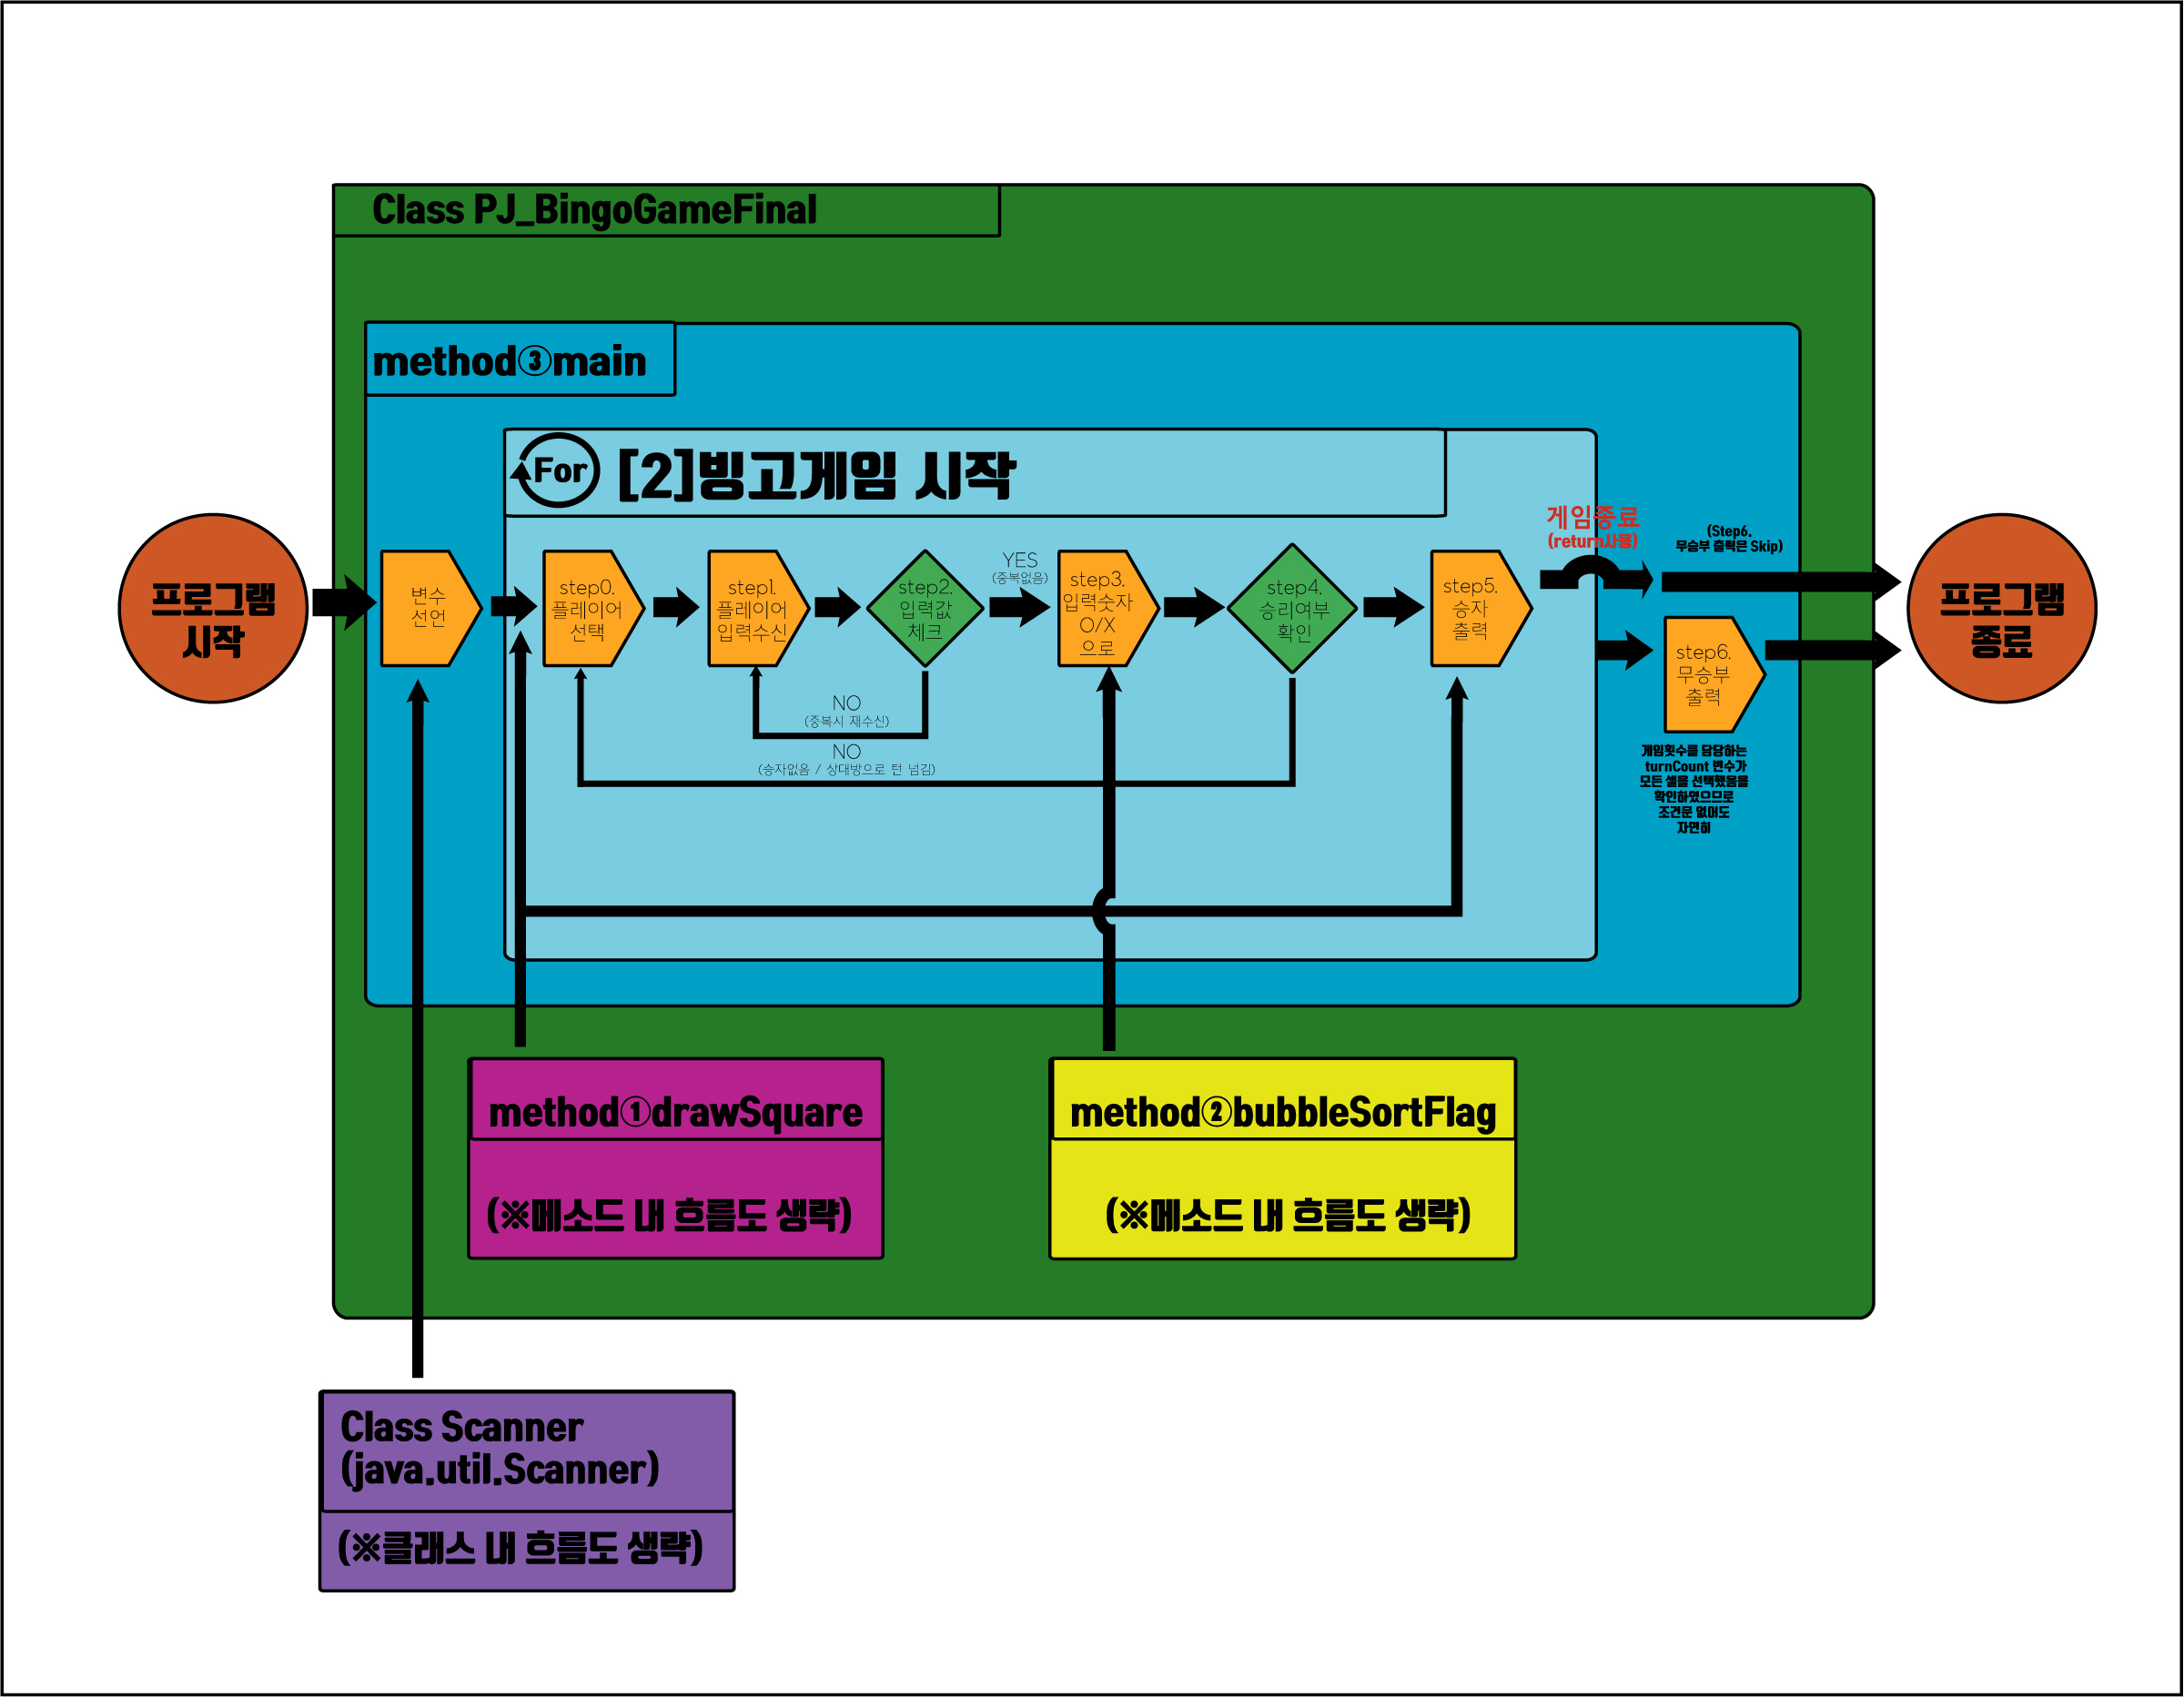 Class PJ_BingoGameFinal
method③main
For
[2]빙고게임 시작
프로그램
시작
변수
선언
step0.
플레이어
선택
step1.
플레이어
입력수신
step2.
입력값
체크
YES
(중복없음)
step3.
입력숫자
O/X
으로
step4.
승리여부
확인
step5.
승자
출력
게임종료
(return사용)
(Step6.
무승부 출력은 Skip)
step6.
무승부
출력
프로그램
종료
NO
(중복시 재수신)
NO
(승자없음 / 상대방으로 턴 넘김)
게임횟수를 담당하는
turnCount 변수가
모든 셀을 선택했음을
확인하였으므로
조건문 없어도
자연히
method①drawSquare
(※메소드 내 흐름도 생략)
method②bubbleSortFlag
(※메소드 내 흐름도 생략)
Class Scanner
(java.util.Scanner)
(※클래스 내 흐름도 생략)